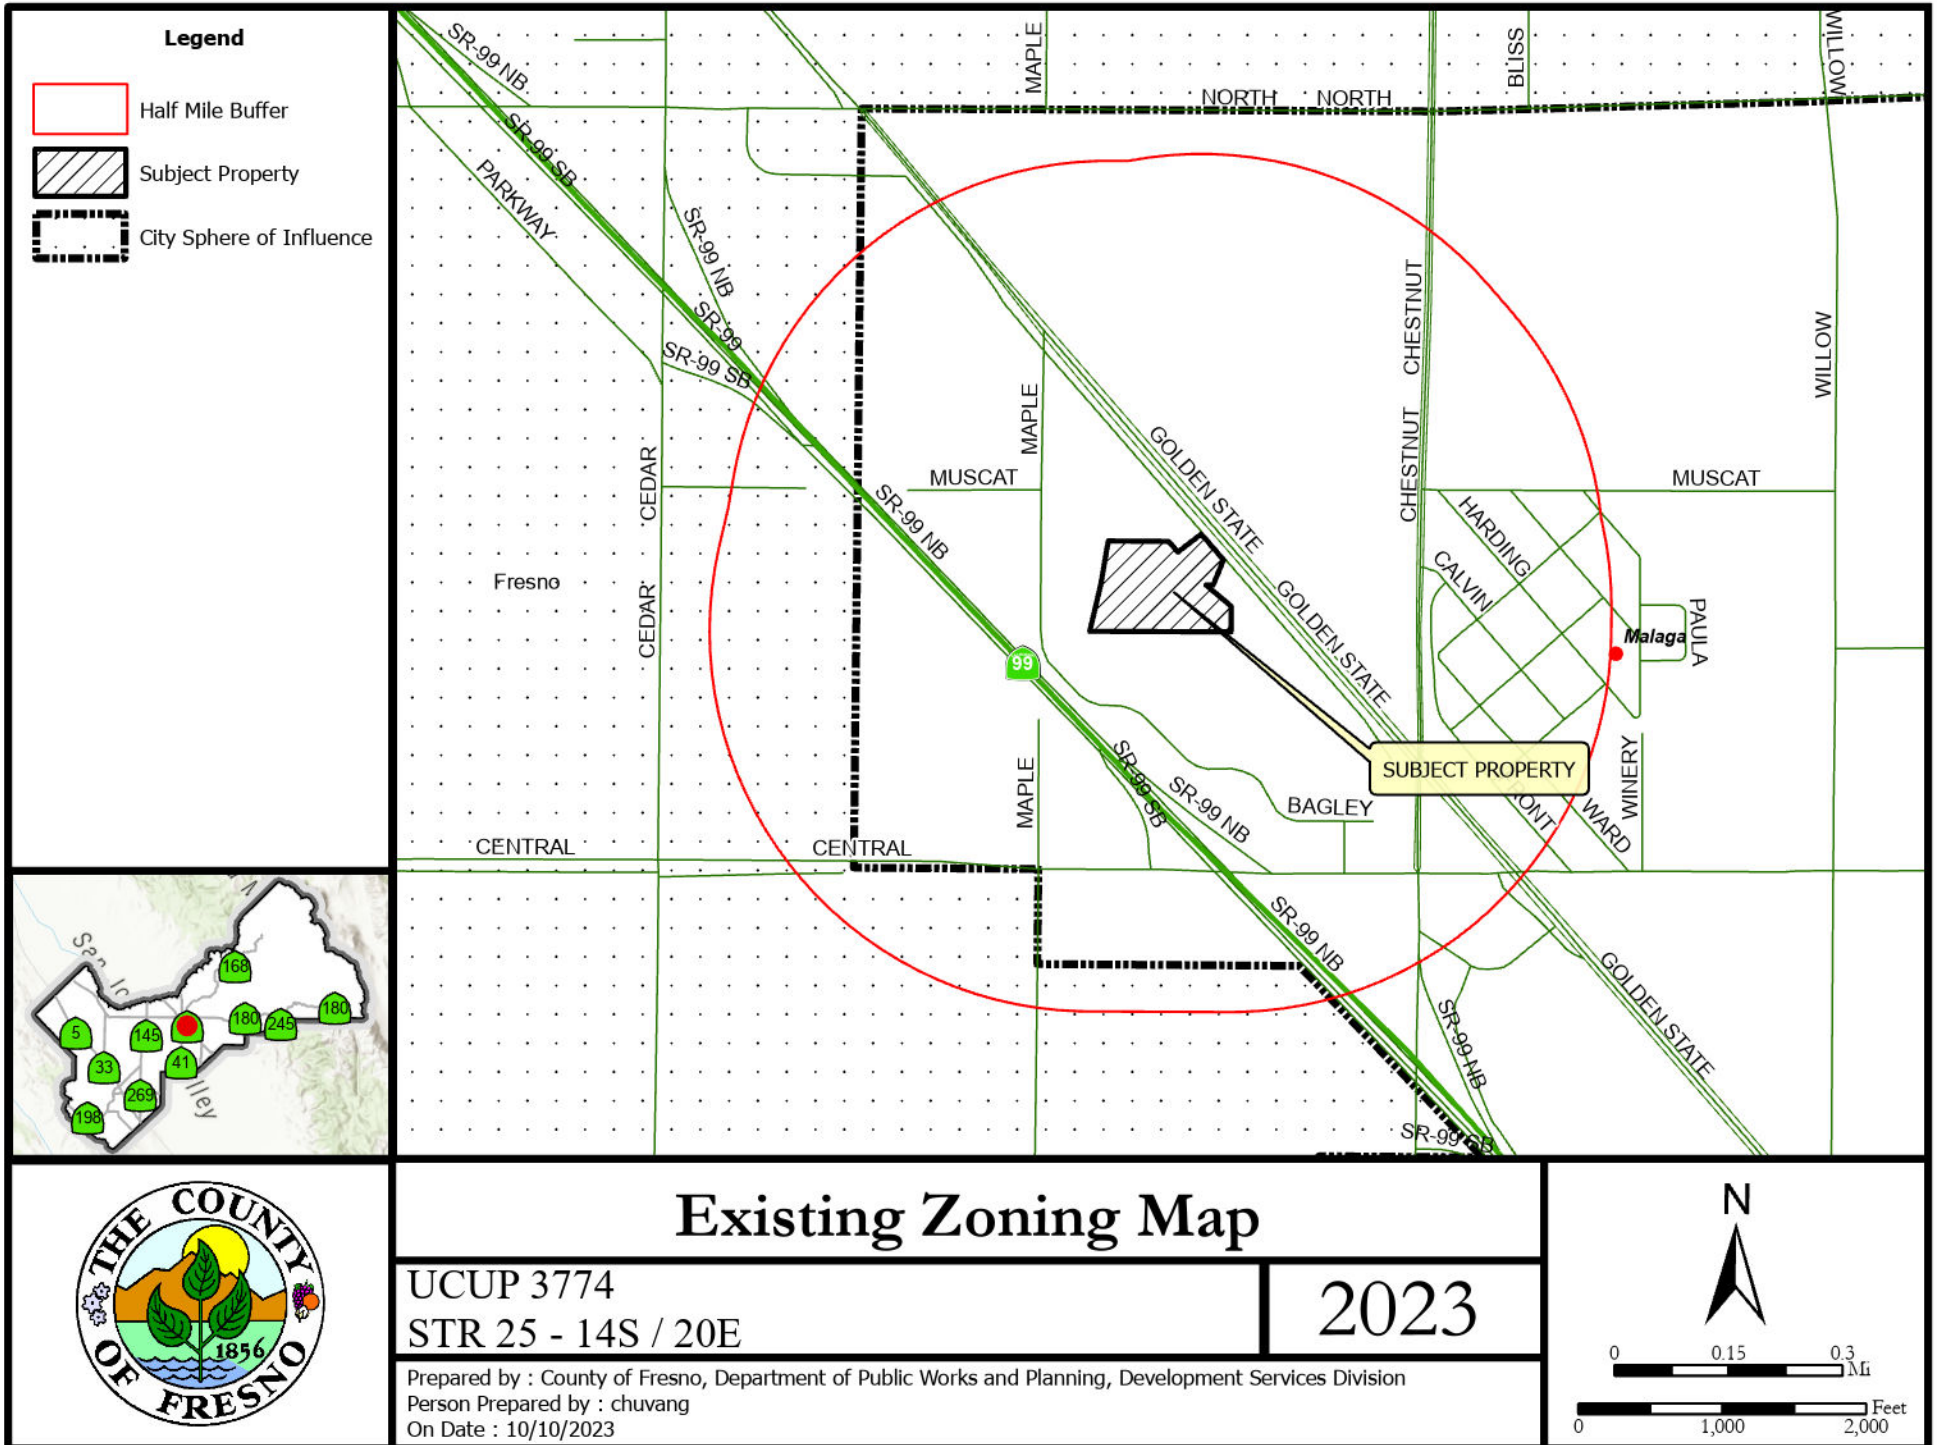 Legend
Half Mile Buffer
Subject Property
City Sphere of Influence
SR-99 NB
MAPLE
BLISS
WILLOW
NORTH
NORTH
SR-99 SB
PARKWAY
SR-99 NB
SR-99
SR-99 SB
CHESTNUT
CHESTNUT
WILLOW
MAPLE
GOLDEN STATE
CEDAR
MUSCAT
MUSCAT
SR-99 NB
HARDING
CALVIN
Fresno
CEDAR
GOLDEN STATE
PAULA
Malaga
99
SUBJECT PROPERTY
MAPLE
SR-99 SB
SR-99 NB
BAGLEY
RONT
WARD
WINERY
CENTRAL
CENTRAL
SR-99 NB
GOLDEN STATE
SR-99 NB
SR-99 SB
168
180
180
245
5
145
33
41
269
198
lley
THE COUNTY
OF FRESNO
1856
Existing Zoning Map
UCUP 3774
STR 25 - 14S / 20E
2023
Prepared by : County of Fresno, Department of Public Works and Planning, Development Services Division
Person Prepared by : chuvang
On Date : 10/10/2023
N
0 0.15 0.3
Mi
Feet
0 1,000 2,000